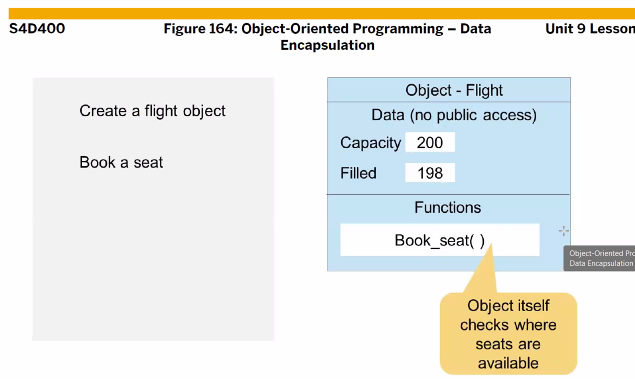 S4D400
Figure 164: Object-Oriented Programming – Data
Encapsulation
Unit 9 Lesson
Create a flight object
Book a seat
Object - Flight
Data (no public access)
Capacity 200
Filled 198
Functions
Book_seat( )
Object itself
checks where
seats are
available
Object-Oriented Pro
Data Encapsulation